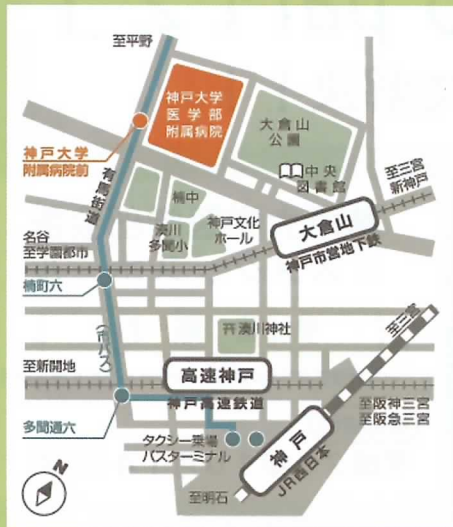 至平野
神戸大学
医学部
附属病院
大倉山
公園
中央
図書館
神戸大学
附属病院前
有馬街道
楠中
湊川
多聞小
神戸文化
ホール
至三宮
新神戸
大倉山
神戸市営地下鉄
名谷
至学園都市
楠町六
(市バス)
湊川神社
至三宮
至新開地
高速神戸
神戸高速鉄道
至阪神三宮
至阪急三宮
多聞通六
タクシー乗場
バスターミナル
神戸
JR西日本
至明石
N